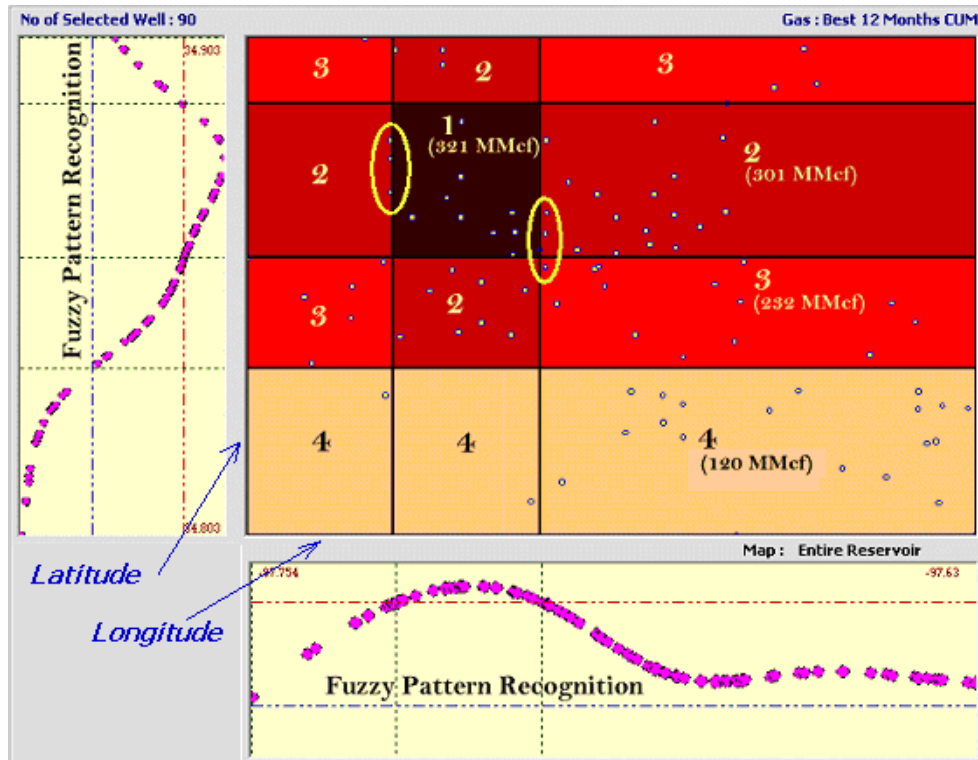 No of Selected Well : 90
Gas : Best 12 Months CUM
Fuzzy Pattern Recognition
34.903
34.803
3
2
3
2
1
(321 MMcf)
2
(301 MMcf)
3
2
3
(232 MMcf)
4
4
4
(120 MMcf)
Latitude
Longitude
Map : Entire Reservoir
-97.754
-97.63
Fuzzy Pattern Recognition